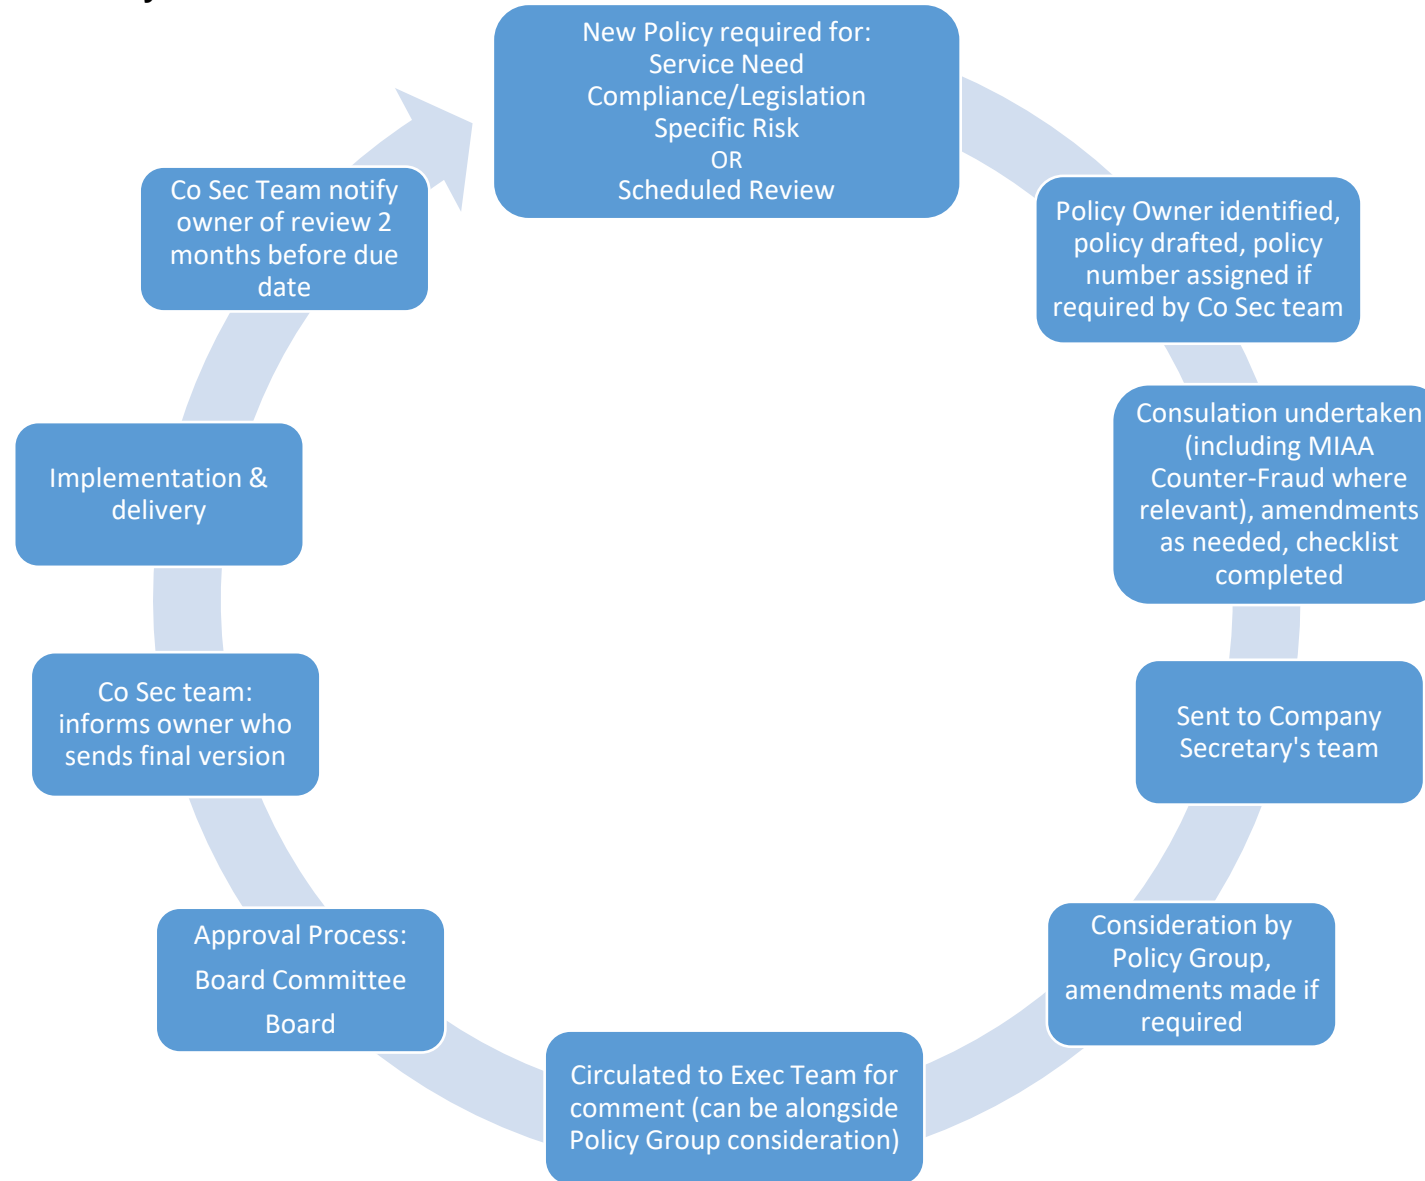 New Policy required for:
Service Need
Compliance/Legislation
Specific Risk
OR
Scheduled Review
Policy Owner identified,
policy drafted, policy
number assigned if
required by Co Sec team
Consulation undertaken
(including MIAA
Counter-Fraud where
relevant), amendments
as needed, checklist
completed
Sent to Company
Secretary's team
Consideration by
Policy Group,
amendments made if
required
Circulated to Exec Team for
comment (can be alongside
Policy Group consideration)
Approval Process:
Board Committee
Board
Co Sec team:
informs owner who
sends final version
Implementation &
delivery
Co Sec Team notify
owner of review 2
months before due
date